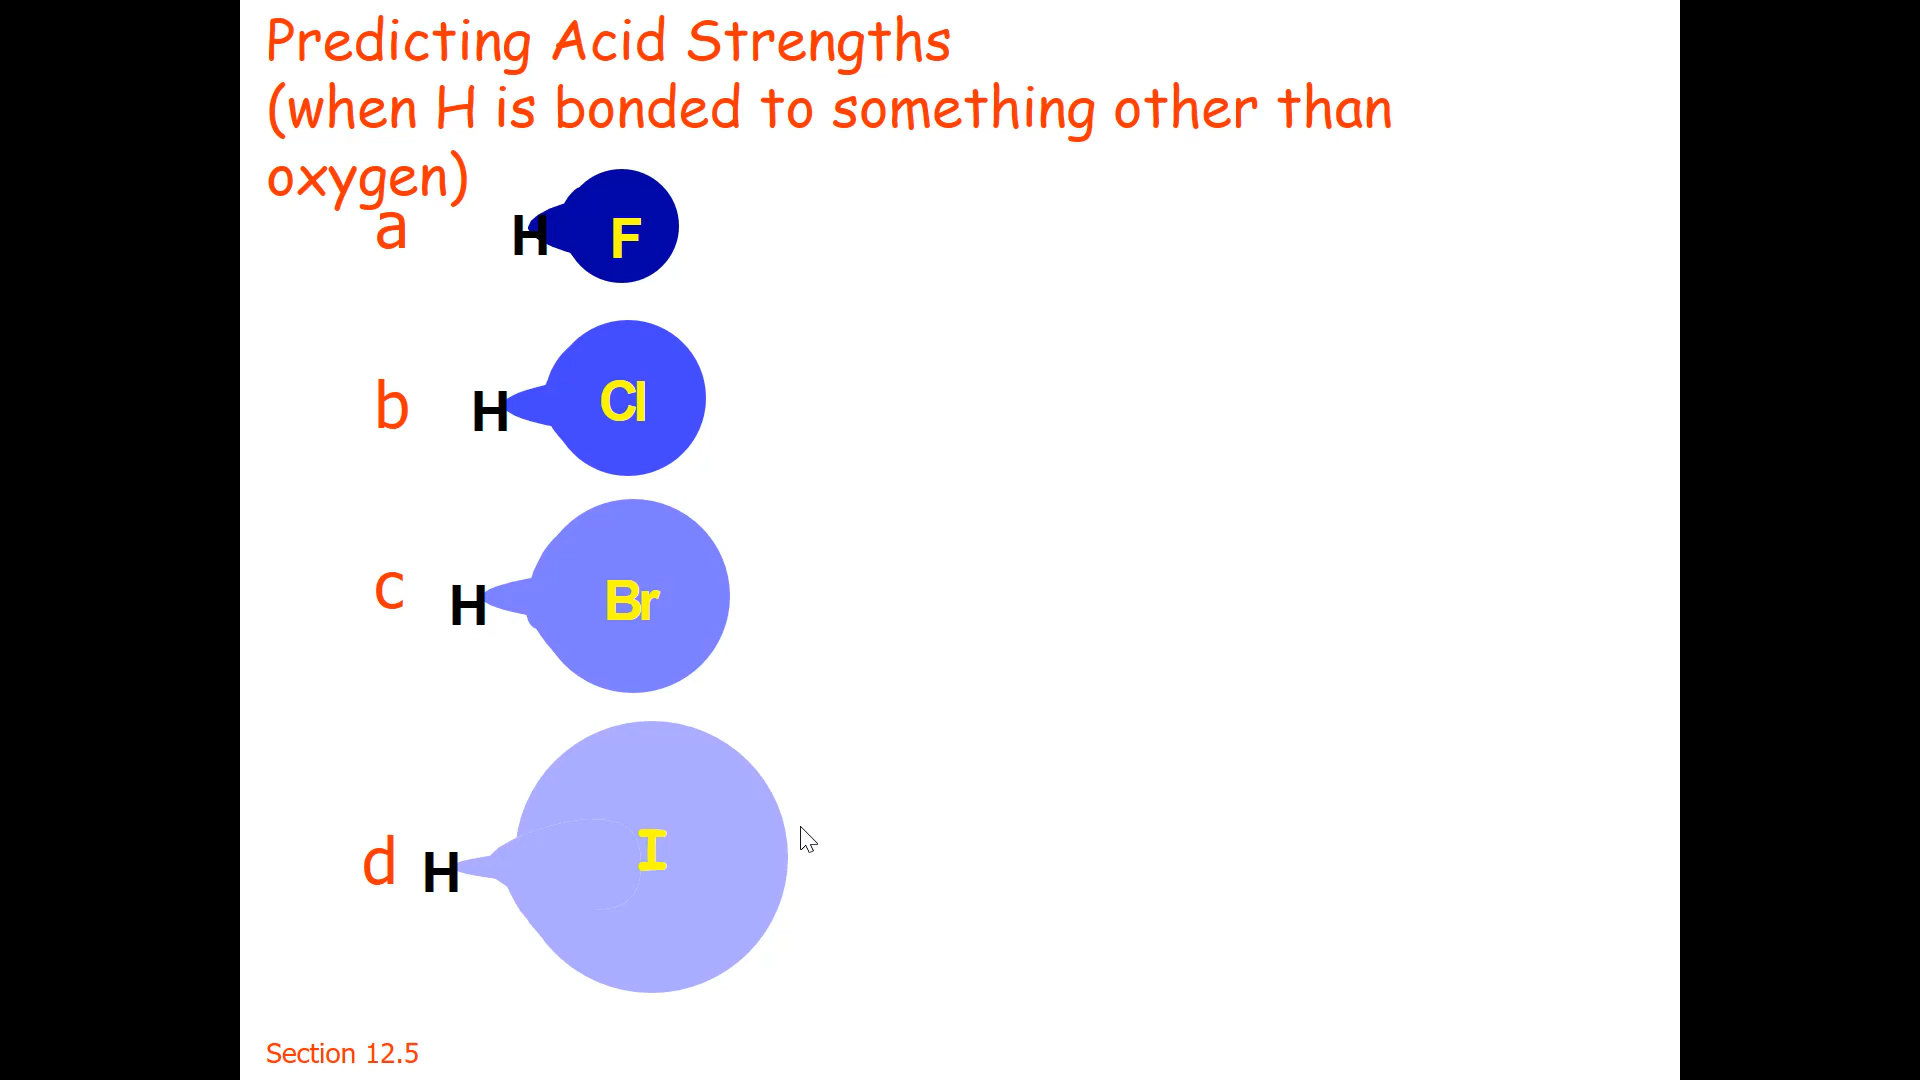 Predicting Acid Strengths
(when H is bonded to something other than
oxygen)
a H F
b H Cl
c H Br
d H I
Section 12.5